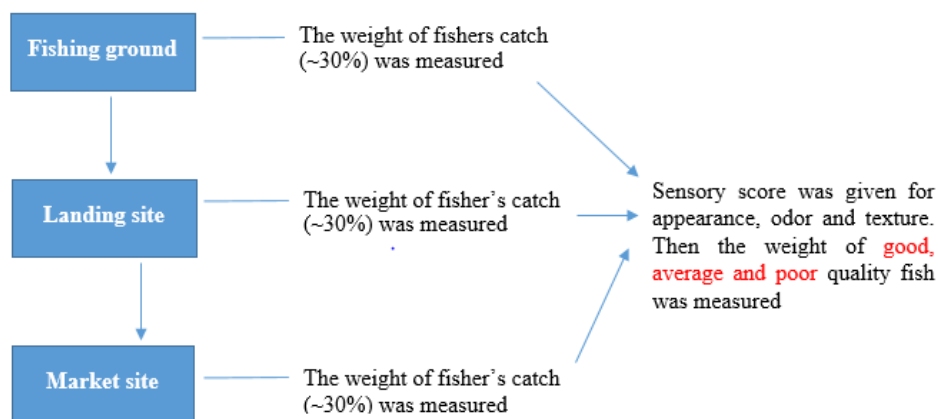 Fishing ground
The weight of fishers catch
(~30%) was measured
Landing site
The weight of fisher's catch
(~30%) was measured
Sensory score was given for
appearance, odor and texture.
Then the weight of good,
average and poor quality fish
was measured
Market site
The weight of fisher's catch
(~30%) was measured